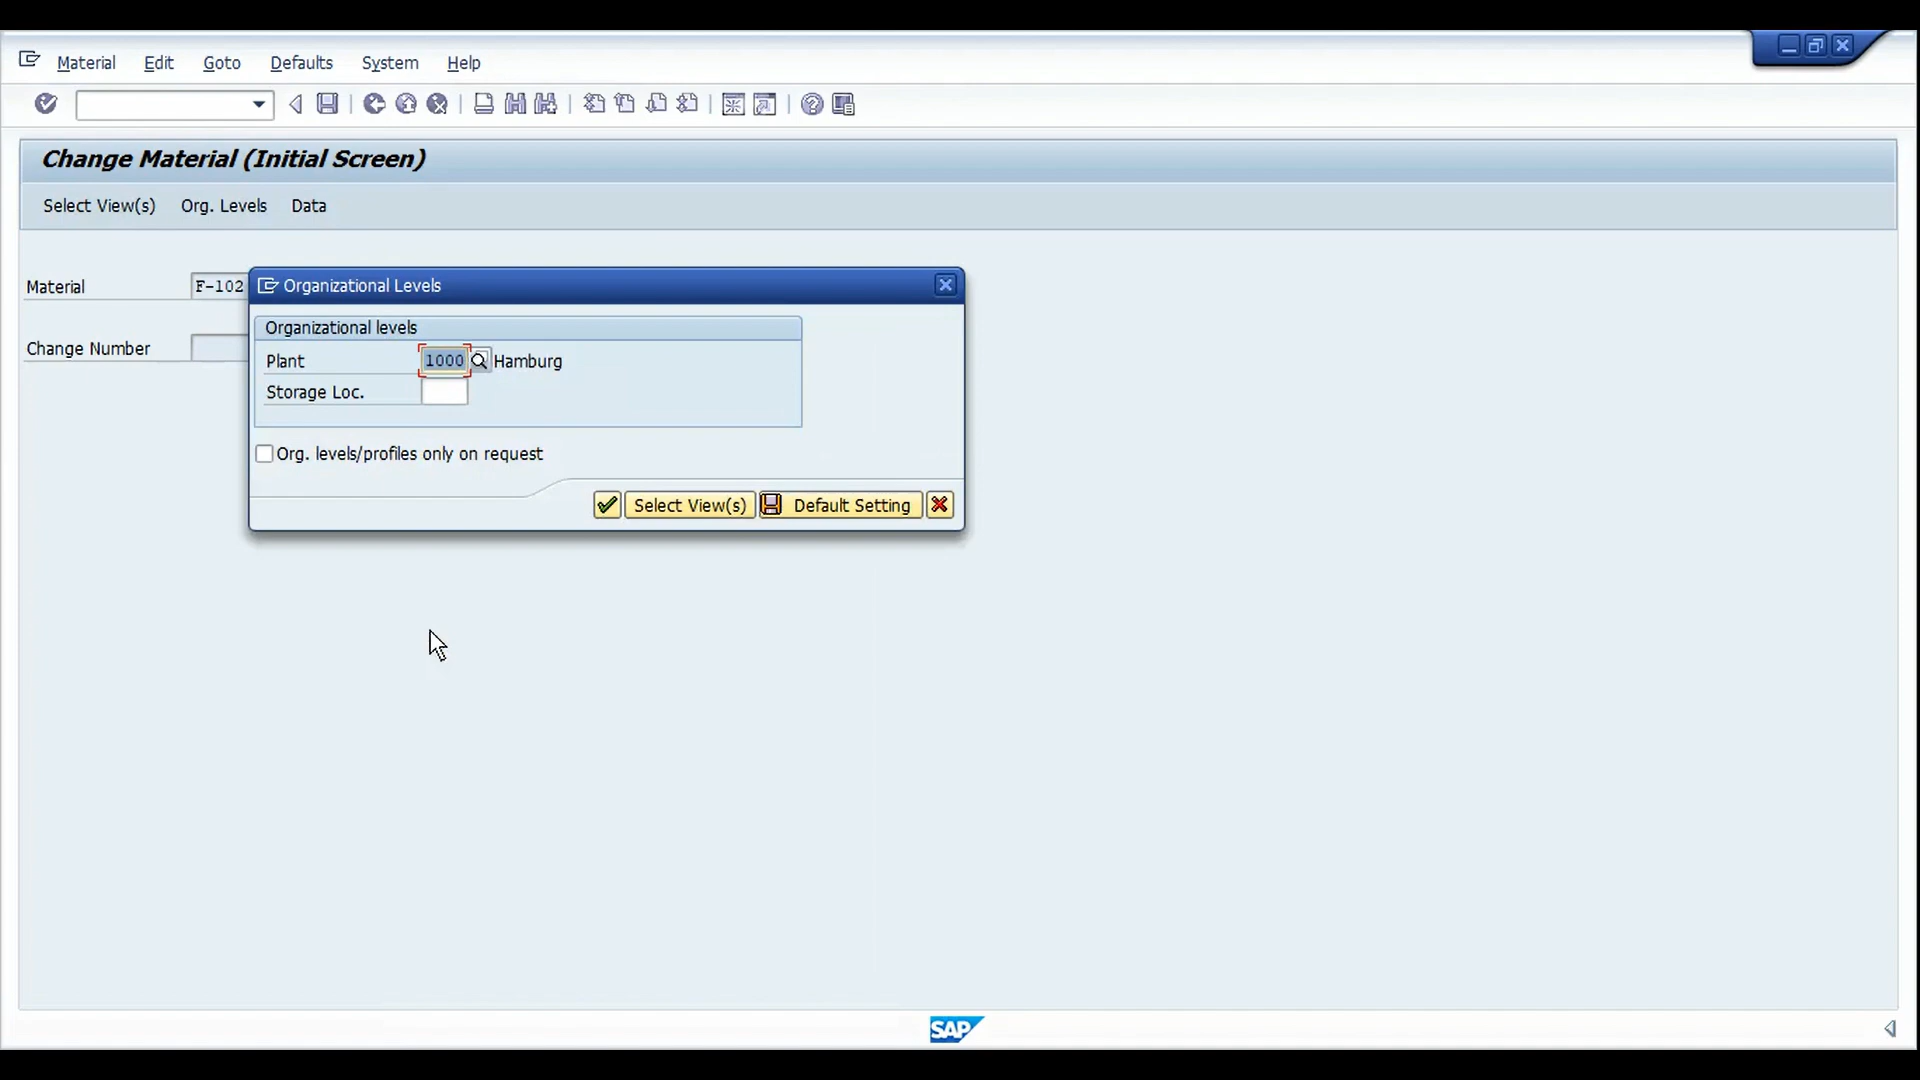 Material Edit Goto Defaults System Help
Change Material (Initial Screen)
Select View(s) Org. Levels Data
Material F-102
Organizational Levels
Organizational levels
Change Number
Plant 1000 Hamburg
Storage Loc.
Org. levels/profiles only on request
Select View(s) Default Setting
SAP